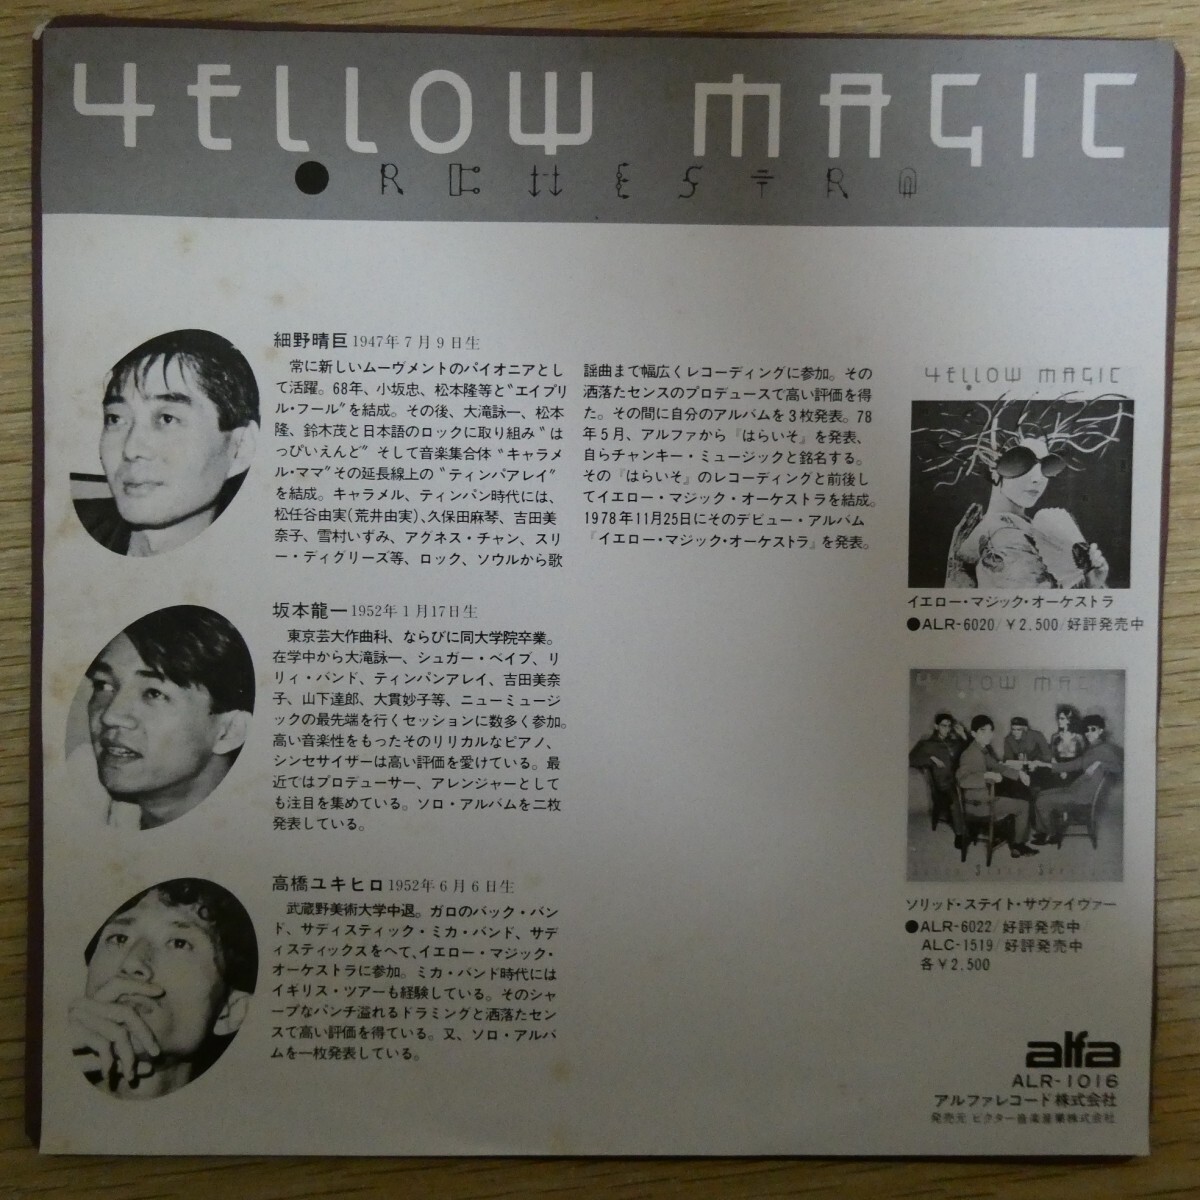 YELLOW MAGIC
ORCHESTRA
細野晴臣 1947年7月9日生
常に新しいムーヴメントのパイオニアとし
て活躍。68年、小坂忠、松本隆等と“エイプリ
ル・フール”を結成。その後、大滝詠一、松本
隆、鈴木茂と日本語のロックに取り組み“は
っぴいえんど” そして音楽集合体 “キャラメ
ル・ママ” その延長線上の “ティンパアレイ”
を結成。キャラメル、ティンパン時代には、
松任谷由実(荒井由実)、久保田麻琴、吉田美
奈子、雪村いずみ、アグネス・チャン、スリ
ー・ディグリーズ等、ロック、ソウルから歌
謡曲まで幅広くレコーディングに参加。その
洒落たセンスのプロデュースで高い評価を得
た。その間に自分のアルバムを3枚発表。78
年5月、アルファから『はらいそ』を発表、
自らチャンキー・ミュージックと銘名する。
その『はらいそ』のレコーディングと前後し
てイエロー・マジック・オーケストラを結成。
1978年11月25日にそのデビュー・アルバム
『イエロー・マジック・オーケストラ』を発表。
坂本龍一 1952年1月17日生
東京芸大作曲科、ならびに同大学院卒業。
在学中から大滝詠一、シュガー・ベイブ、リ
リィ・バンド、ティンパンアレイ、吉田美奈
子、山下達郎、大貫妙子等、ニューミュージ
ックの最先端を行くセッションに数多く参加。
高い音楽性をもったそのリリカルなピアノ、
シンセサイザーは高い評価を愛けている。最
近ではプロデューサー、アレンジャーとして
も注目を集めている。ソロ・アルバムを二枚
発表している。
高橋ユキヒロ 1952年6月6日生
武蔵野美術大学中退。ガロのバック・バン
ド、サディスティック・ミカ・バンド、サデ
ィスティックスをへて、イエロー・マジック・
オーケストラに参加。ミカ・バンド時代には
イギリス・ツアーも経験している。そのシャ
ープなパンチ溢れるドラミングと洒落たセン
スで高い評価を得ている。又、ソロ・アルバ
ムを一枚発表している。
YELLOW MAGIC
イエロー・マジック・オーケストラ
●ALR-6020/￥2,500/好評発売中
YELLOW MAGIC
Solid State Survivor
ソリッド・ステイト・サヴァイヴァー
●ALR-6022/好評発売中
ALC-1519/好評発売中
各￥2,500
alfa
ALR-1016
アルファレコード株式会社
発売元 ビクター音楽産業株式会社